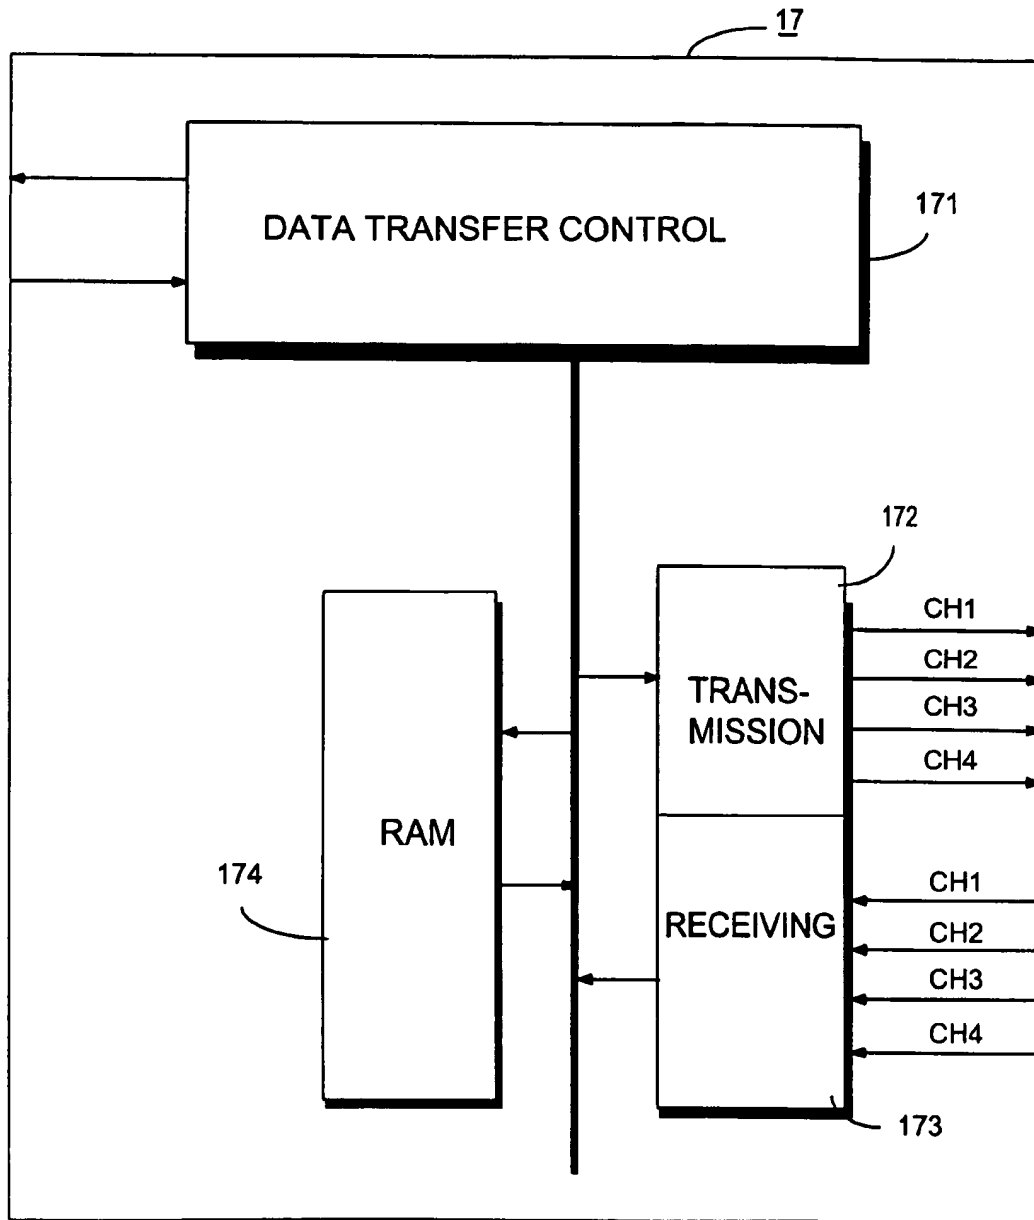 17
DATA TRANSFER CONTROL
171
172
CH1
CH2
TRANS-
MISSION
CH3
CH4
RAM
174
CH1
RECEIVING
CH2
CH3
CH4
173